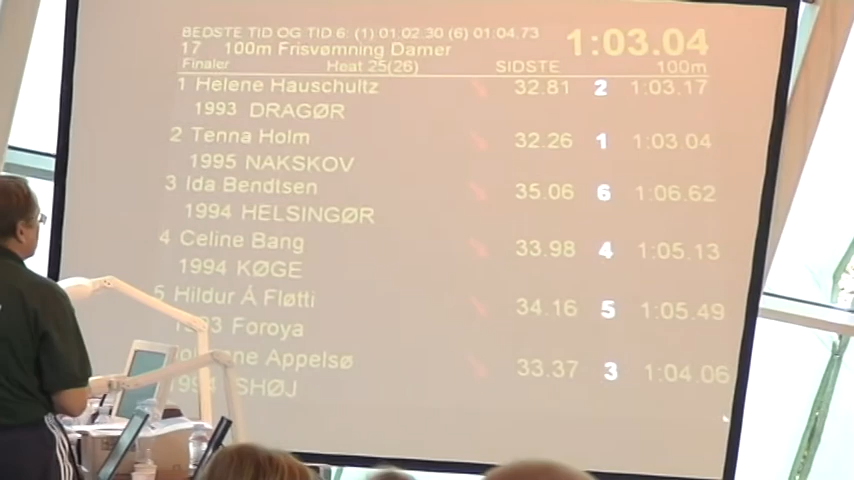 BEDSTE TID OG TID 6: (1) 01.02.30 (6) 01.04.73
17 100m Frisvømning Damer 1:03.04
Finaler Heat 25(26) SIDSTE 100m
1 Helene Hauschultz 32.81 2 1:03.17
1993 DRAGØR
2 Tenna Holm 32.26 1 1:03.04
1995 NAKSKOV
3 Ida Bendtsen 35.06 6 1:06.62
1994 HELSINGØR
4 Celine Bang 33.98 4 1:05.13
1994 KØGE
5 Hildur Á Fløtti 34.16 5 1:05.49
Foroya
Appelsø 33.37 3 1:04.06
1994 ISHØJ